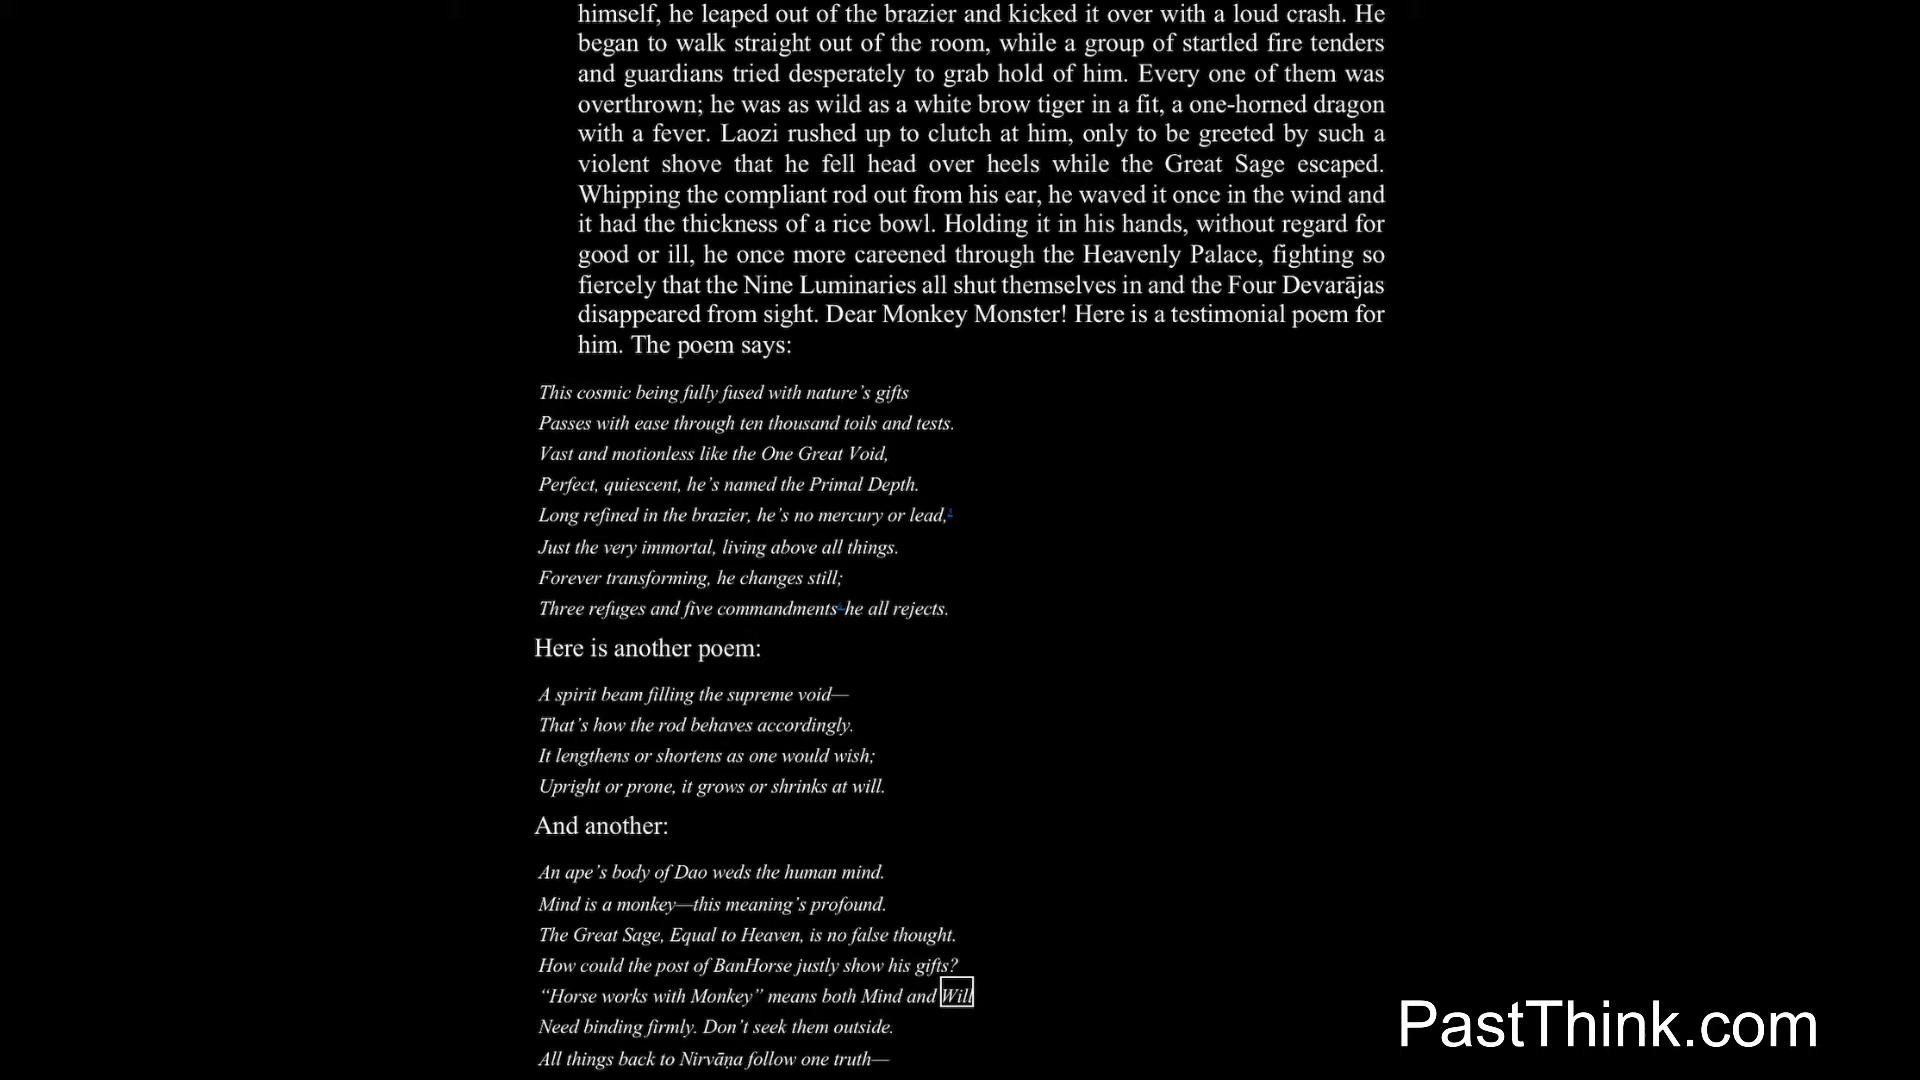 himself, he leaped out of the brazier and kicked it over with a loud crash. He
began to walk straight out of the room, while a group of startled fire tenders
and guardians tried desperately to grab hold of him. Every one of them was
overthrown; he was as wild as a white brow tiger in a fit, a one-horned dragon
with a fever. Laozi rushed up to clutch at him, only to be greeted by such a
violent shove that he fell head over heels while the Great Sage escaped.
Whipping the compliant rod out from his ear, he waved it once in the wind and
it had the thickness of a rice bowl. Holding it in his hands, without regard for
good or ill, he once more careened through the Heavenly Palace, fighting so
fiercely that the Nine Luminaries all shut themselves in and the Four Devarājas
disappeared from sight. Dear Monkey Monster! Here is a testimonial poem for
him. The poem says:
This cosmic being fully fused with nature’s gifts
Passes with ease through ten thousand toils and tests.
Vast and motionless like the One Great Void,
Perfect, quiescent, he’s named the Primal Depth.
Long refined in the brazier, he’s no mercury or lead,
Just the very immortal, living above all things.
Forever transforming, he changes still;
Three refuges and five commandments he all rejects.
Here is another poem:
A spirit beam filling the supreme void—
That’s how the rod behaves accordingly.
It lengthens or shortens as one would wish;
Upright or prone, it grows or shrinks at will.
And another:
An ape’s body of Dao weds the human mind.
Mind is a monkey—this meaning’s profound.
The Great Sage, Equal to Heaven, is no false thought.
How could the post of BanHorse justly show his gifts?
“Horse works with Monkey” means both Mind and Will
Need binding firmly. Don’t seek them outside.
All things back to Nirvāṇa follow one truth—
PastThink.com